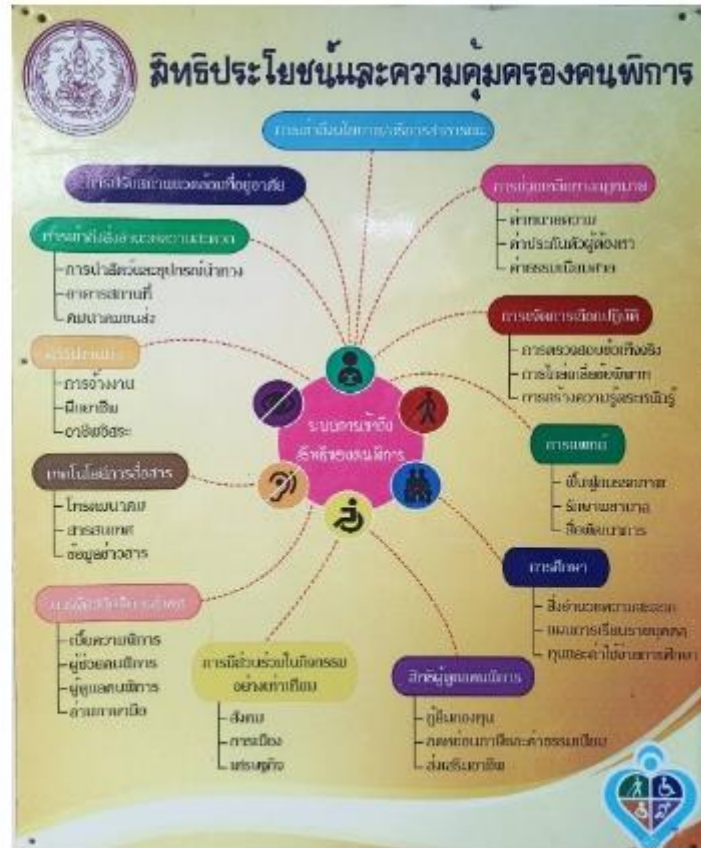 สิทธิประโยชน์และความคุ้มครองคนพิการ
การเข้าถึงนโยบาย/บริการสาธารณะ
การปรับสภาพแวดล้อมที่อยู่อาศัย
การช่วยเหลือทางกฎหมาย
ค่าทนายความ
ค่าประกันตัวผู้ต้องหา
ค่าธรรมเนียมศาล
การเข้าถึงสิ่งอำนวยความสะดวก
การนำสัตว์และอุปกรณ์นำทาง
อาคารสถานที่
คมนาคมขนส่ง
การขจัดการเลือกปฏิบัติ
การตรวจสอบข้อเท็จจริง
การไกล่เกลี่ยข้อพิพาท
การสร้างความรู้ตระหนักรู้
การมีงานทำ
การจ้างงาน
ฝึกอาชีพ
อาชีพอิสระ
ระบบการเข้าถึง
สิทธิของคนพิการ
การแพทย์
ฟื้นฟูสมรรถภาพ
รักษาพยาบาล
สื่อพัฒนาการ
เทคโนโลยีการสื่อสาร
โทรคมนาคม
สารสนเทศ
ข้อมูลข่าวสาร
การศึกษา
สิ่งอำนวยความสะดวก
แผนการเรียนรายบุคคล
ทุนและค่าใช้จ่ายการศึกษา
เบี้ยความพิการ
ผู้ช่วยคนพิการ
ผู้ดูแลคนพิการ
ล่ามภาษามือ
การมีส่วนร่วมในกิจกรรม
อย่างเท่าเทียม
สังคม
การเมือง
เศรษฐกิจ
สิทธิผู้ดูแลคนพิการ
กู้ยืมกองทุน
ลดหย่อนภาษีและค่าธรรมเนียม
ส่งเสริมอาชีพ